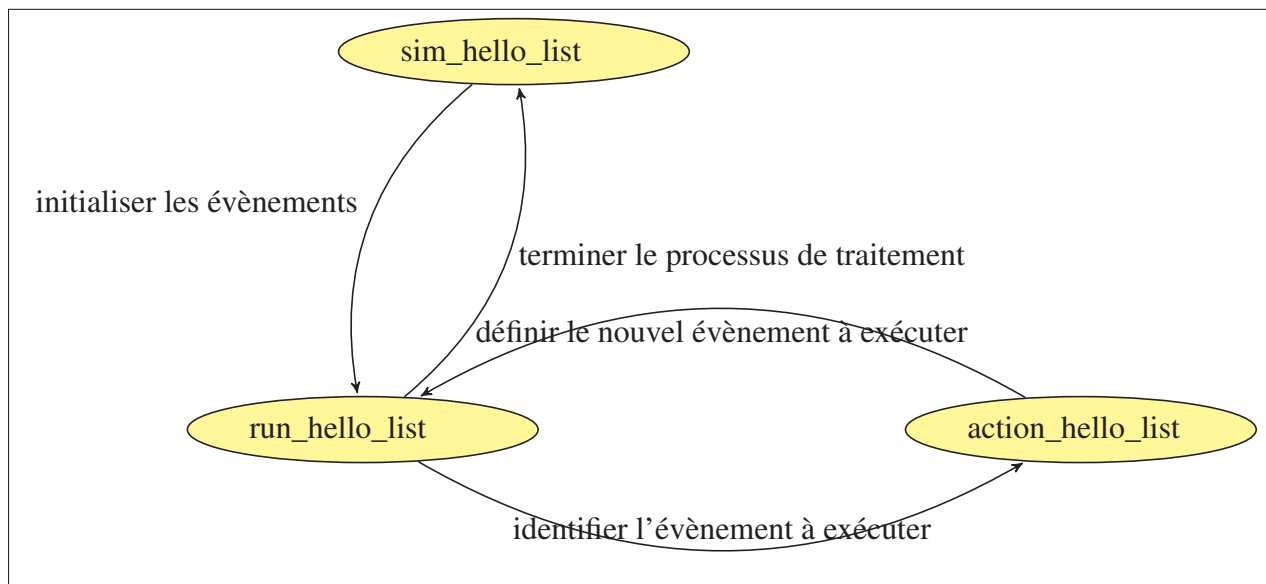 sim_hello_list
initialiser les évènements
terminer le processus de traitement
définir le nouvel évènement à exécuter
run_hello_list
action_hello_list
identifier l’évènement à exécuter